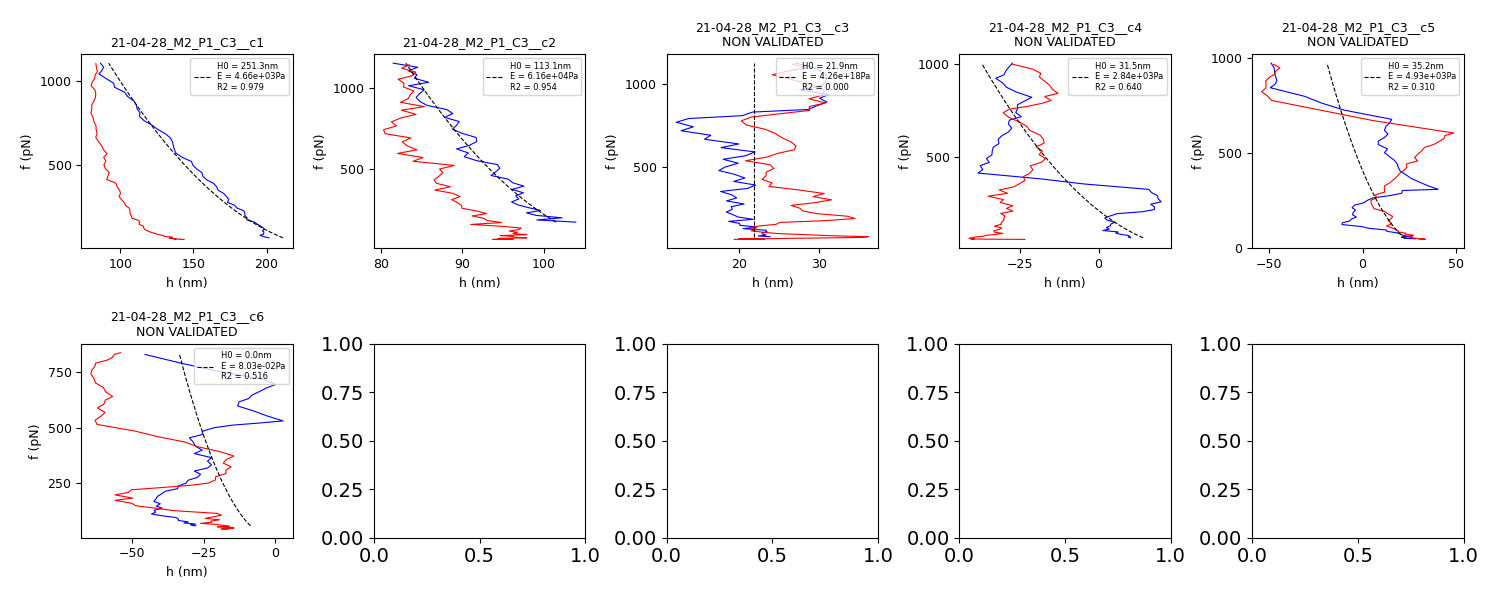 21-04-28_M2_P1_C3__c1
H0 = 251.3nm
E = 4.66e+03Pa
R2 = 0.979
1000
500
f (pN)
100
150
200
h (nm)
21-04-28_M2_P1_C3__c2
H0 = 113.1nm
E = 6.16e+04Pa
R2 = 0.954
1000
500
f (pN)
80
90
100
h (nm)
21-04-28_M2_P1_C3__c3
NON VALIDATED
H0 = 21.9nm
E = 4.26e+18Pa
R2 = 0.000
1000
500
f (pN)
20
30
h (nm)
21-04-28_M2_P1_C3__c4
NON VALIDATED
H0 = 31.5nm
E = 2.84e+03Pa
R2 = 0.640
1000
500
f (pN)
−25
0
h (nm)
21-04-28_M2_P1_C3__c5
NON VALIDATED
H0 = 35.2nm
E = 4.93e+03Pa
R2 = 0.310
1000
500
0
f (pN)
−50
0
50
h (nm)
21-04-28_M2_P1_C3__c6
NON VALIDATED
H0 = 0.0nm
E = 8.03e-02Pa
R2 = 0.516
750
500
250
f (pN)
−50
−25
0
h (nm)
1.00
0.75
0.50
0.25
0.00
0.0
0.5
1.0
1.00
0.75
0.50
0.25
0.00
0.0
0.5
1.0
1.00
0.75
0.50
0.25
0.00
0.0
0.5
1.0
1.00
0.75
0.50
0.25
0.00
0.0
0.5
1.0